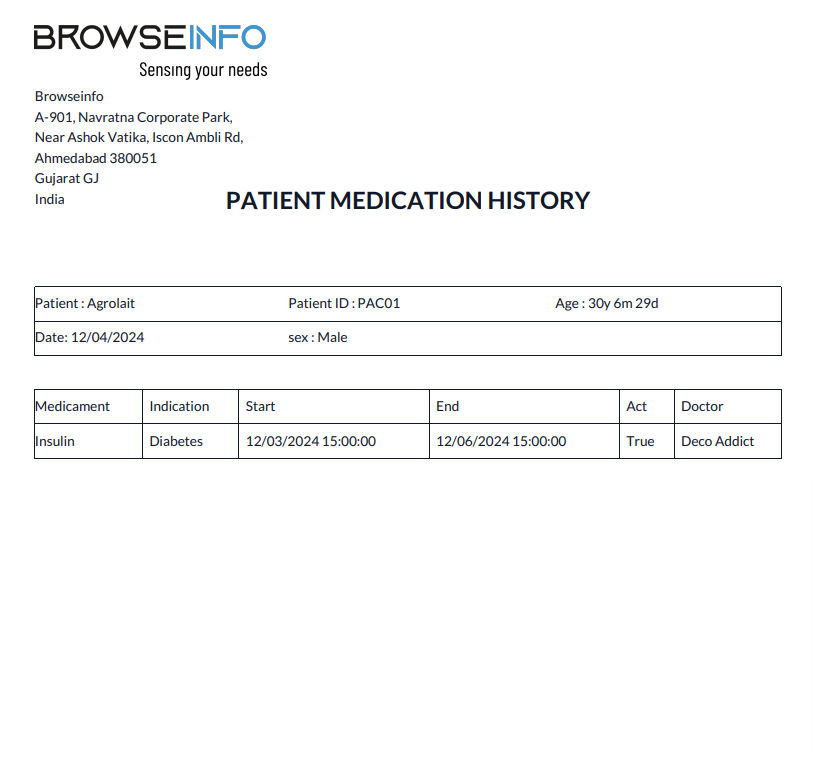 BROWSEINFO
Sensing your needs
Browseinfo
A-901, Navratna Corporate Park,
Near Ashok Vatika, Iscon Ambli Rd,
Ahmedabad 380051
Gujarat GJ
India
PATIENT MEDICATION HISTORY
Patient : Agrolait Patient ID : PAC01 Age : 30y 6m 29d
Date: 12/04/2024 sex : Male
Medicament Indication Start End Act Doctor
Insulin Diabetes 12/03/2024 15:00:00 12/06/2024 15:00:00 True Deco Addict